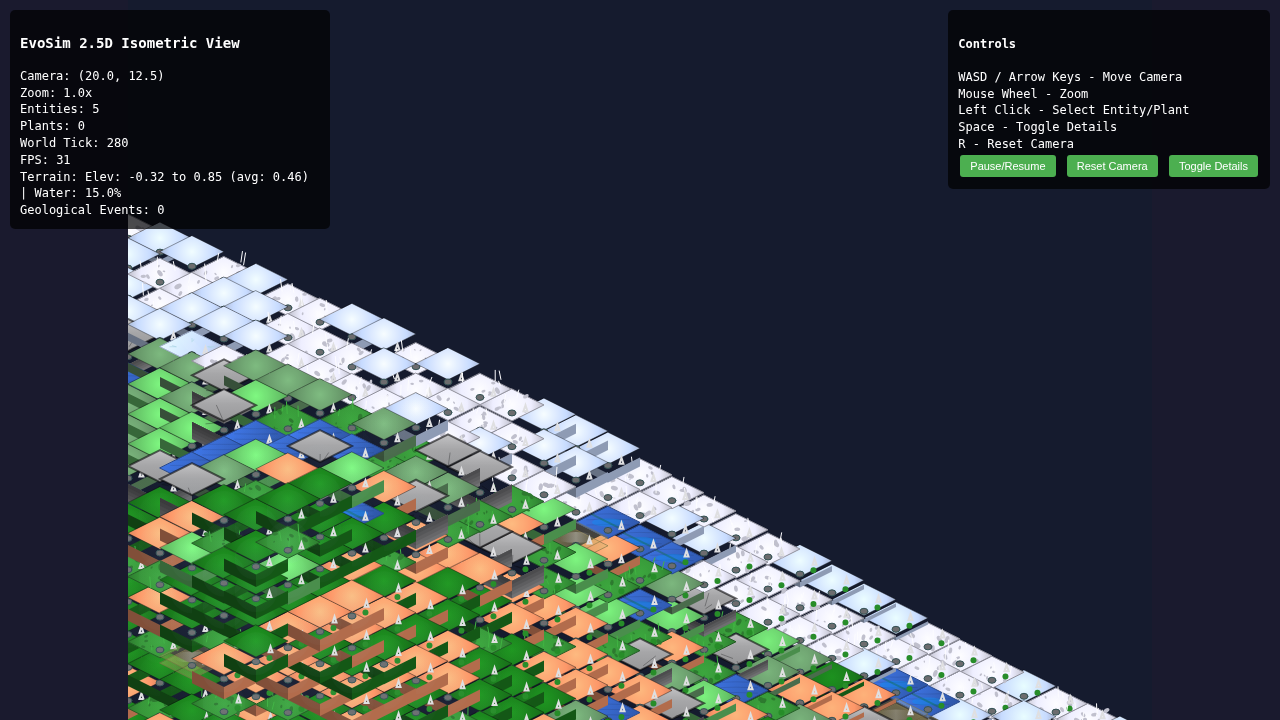 EvoSim 2.5D Isometric View
Camera: (20.0, 12.5)
Zoom: 1.0x
Entities: 5
Plants: 0
World Tick: 280
FPS: 31
Terrain: Elev: -0.32 to 0.85 (avg: 0.46)
| Water: 15.0%
Geological Events: 0
Controls
WASD / Arrow Keys - Move Camera
Mouse Wheel - Zoom
Left Click - Select Entity/Plant
Space - Toggle Details
R - Reset Camera
Pause/Resume Reset Camera Toggle Details